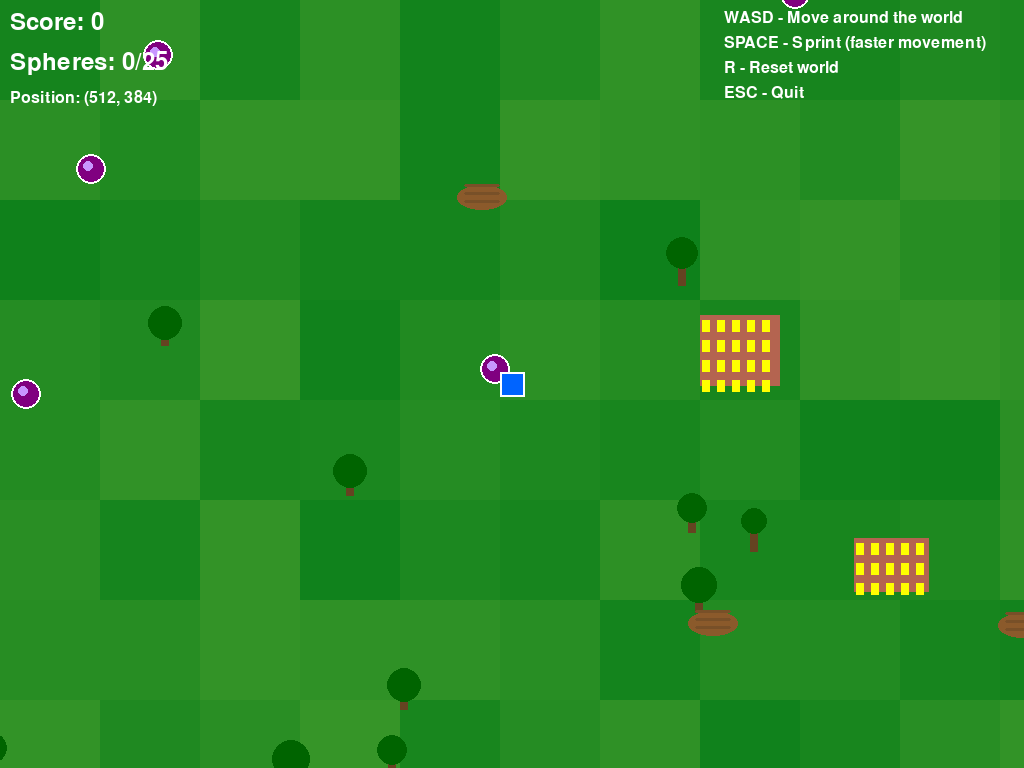 Score: 0
Spheres: 0/25
Position: (512, 384)
WASD - Move around the world
SPACE - Sprint (faster movement)
R - Reset world
ESC - Quit